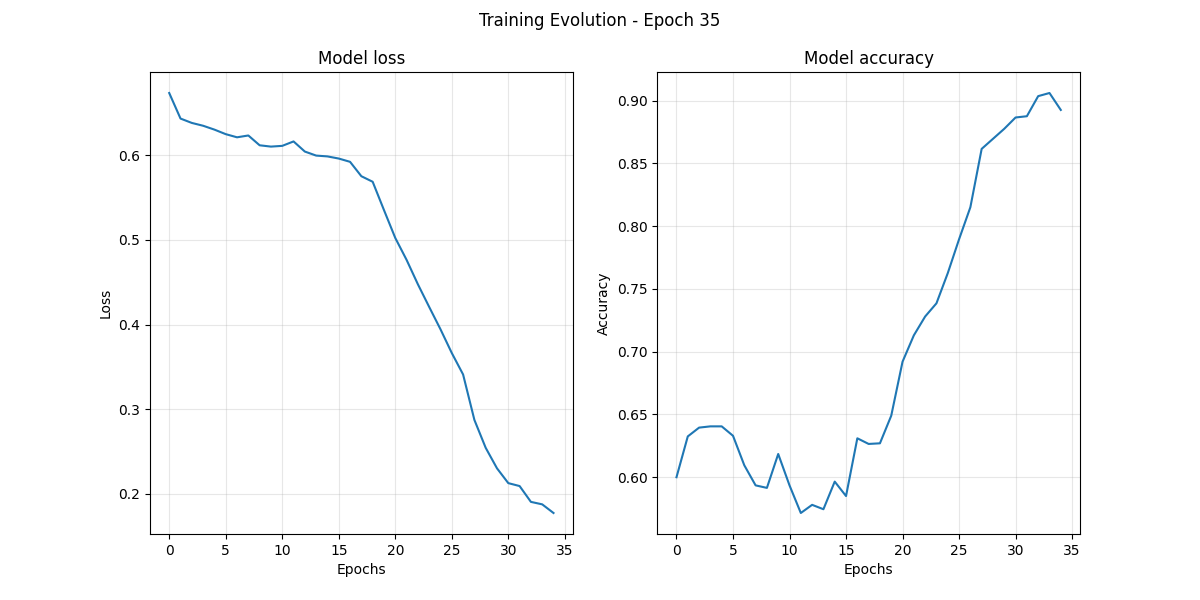 Training Evolution - Epoch 35
Model loss
0.6
0.5
0.4
0.3
0.2
Loss
0 5 10 15 20 25 30 35
Epochs
Model accuracy
0.90
0.85
0.80
0.75
0.70
0.65
0.60
Accuracy
0 5 10 15 20 25 30 35
Epochs